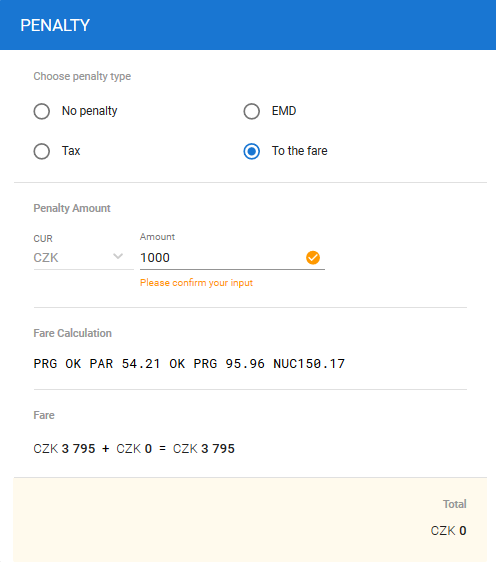 PENALTY
Choose penalty type
No penalty
EMD
Tax
To the fare
Penalty Amount
CUR
Amount
CZK
1000
Please confirm your input
Fare Calculation
PRG OK PAR 54.21 OK PRG 95.96 NUC150.17
Fare
CZK 3 795 + CZK 0 = CZK 3 795
Total
CZK 0